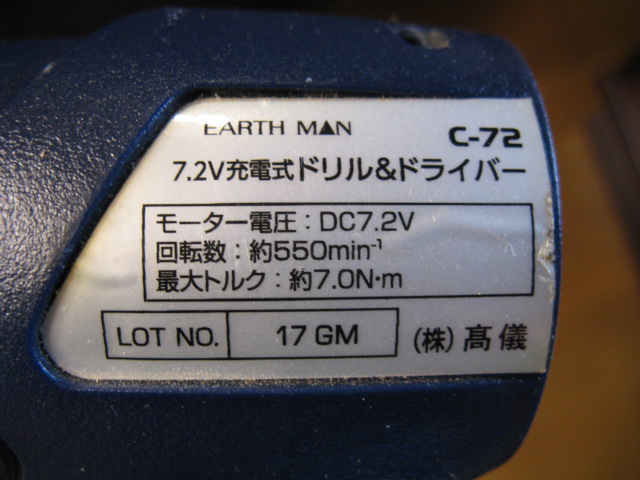 EARTH MAN
C-72
7.2V充電式ドリル&ドライバー
モーター電圧：DC7.2V
回転数：約550min⁻¹
最大トルク：約7.0N·m
LOT NO. 17 GM (株)髙儀